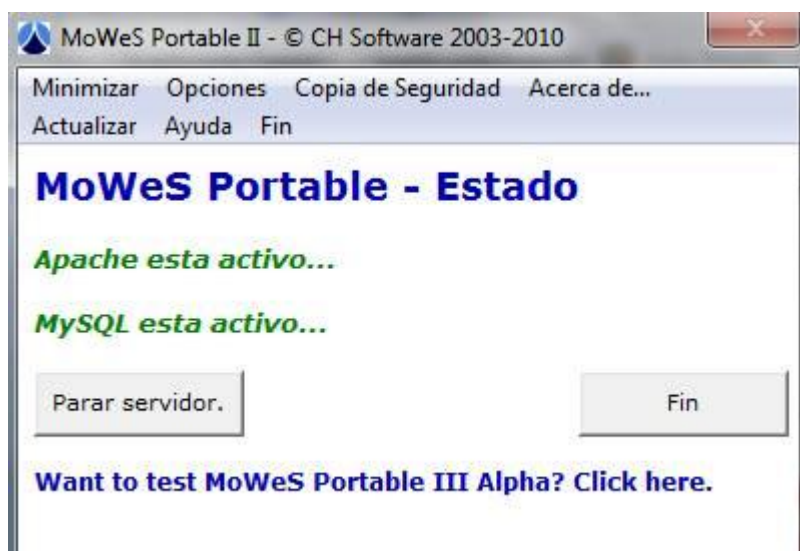 MoWeS Portable II - © CH Software 2003-2010
Minimizar Opciones Copia de Seguridad Acerca de...
Actualizar Ayuda Fin
MoWeS Portable - Estado
Apache esta activo...
MySQL esta activo...
Parar servidor. Fin
Want to test MoWeS Portable III Alpha? Click here.